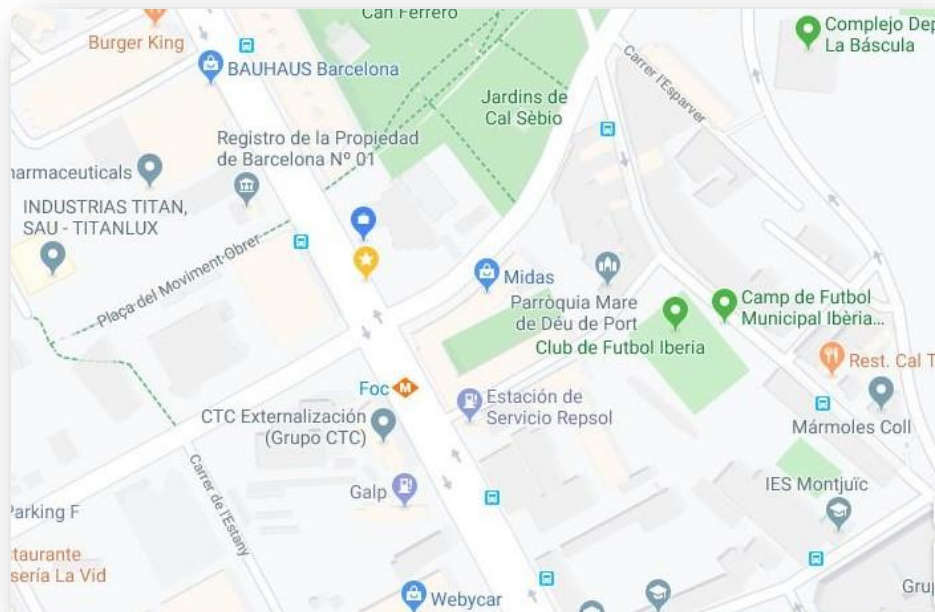 Can Ferrero
Complejo Dep
La Báscula
Burger King
BAUHAUS Barcelona
Carrer l'Esparver
Jardins de
Cal Sèbio
Registro de la Propiedad
de Barcelona Nº 01
harmaceuticals
INDUSTRIAS TITAN,
SAU - TITANLUX
Plaça del Moviment Obrer
Midas
Parròquia Mare
de Déu de Port
Camp de Futbol
Municipal Ibèria...
Club de Futbol Iberia
Rest. Cal T
Foc
M
Estación de
Servicio Repsol
CTC Externalización
(Grupo CTC)
Mármoles Coll
Carrer de l'Estany
Galp
IES Montjuïc
Parking F
staurante
sería La Vid
Webycar
Grup